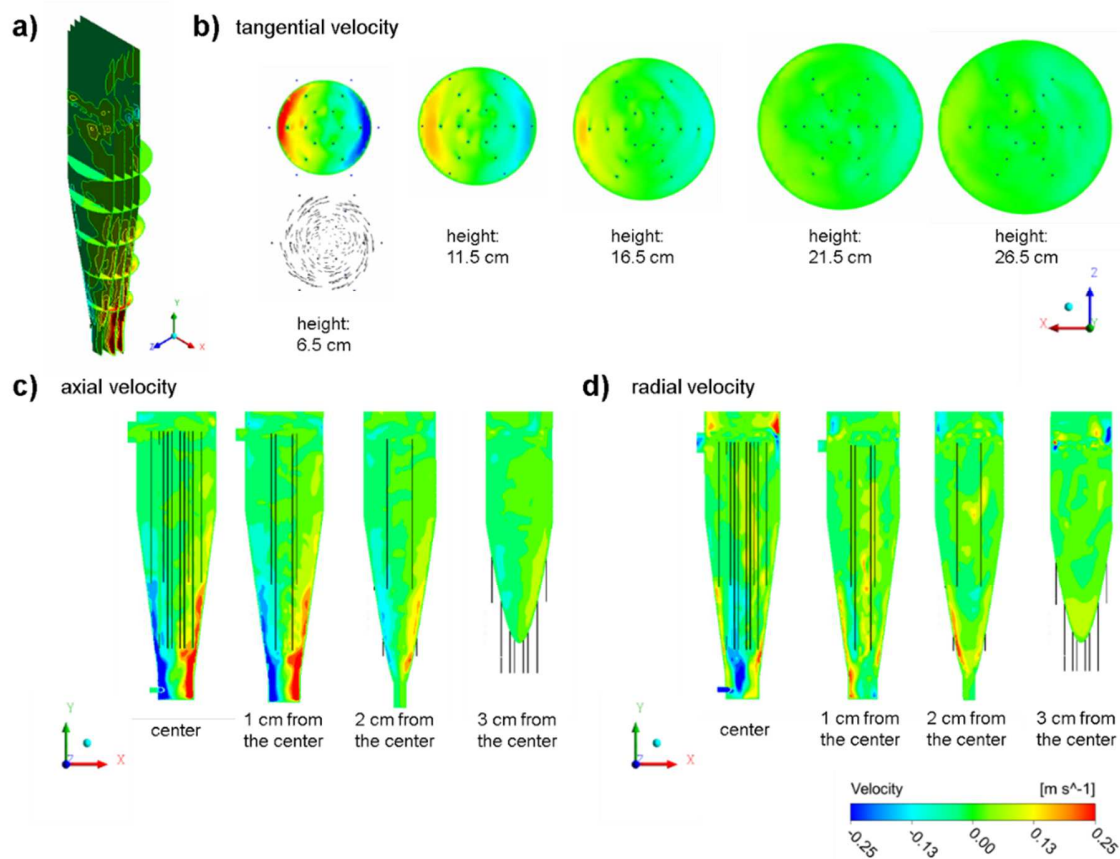 a)
b) tangential velocity
height:
6.5 cm
height:
11.5 cm
height:
16.5 cm
height:
21.5 cm
height:
26.5 cm
Y
Z
X
Z
X
Y
c) axial velocity
center
1 cm from
the center
2 cm from
the center
3 cm from
the center
Y
Z
X
d) radial velocity
center
1 cm from
the center
2 cm from
the center
3 cm from
the center
Y
Z
X
Velocity [m s^-1]
-0.25 -0.13 0.00 0.13 0.25